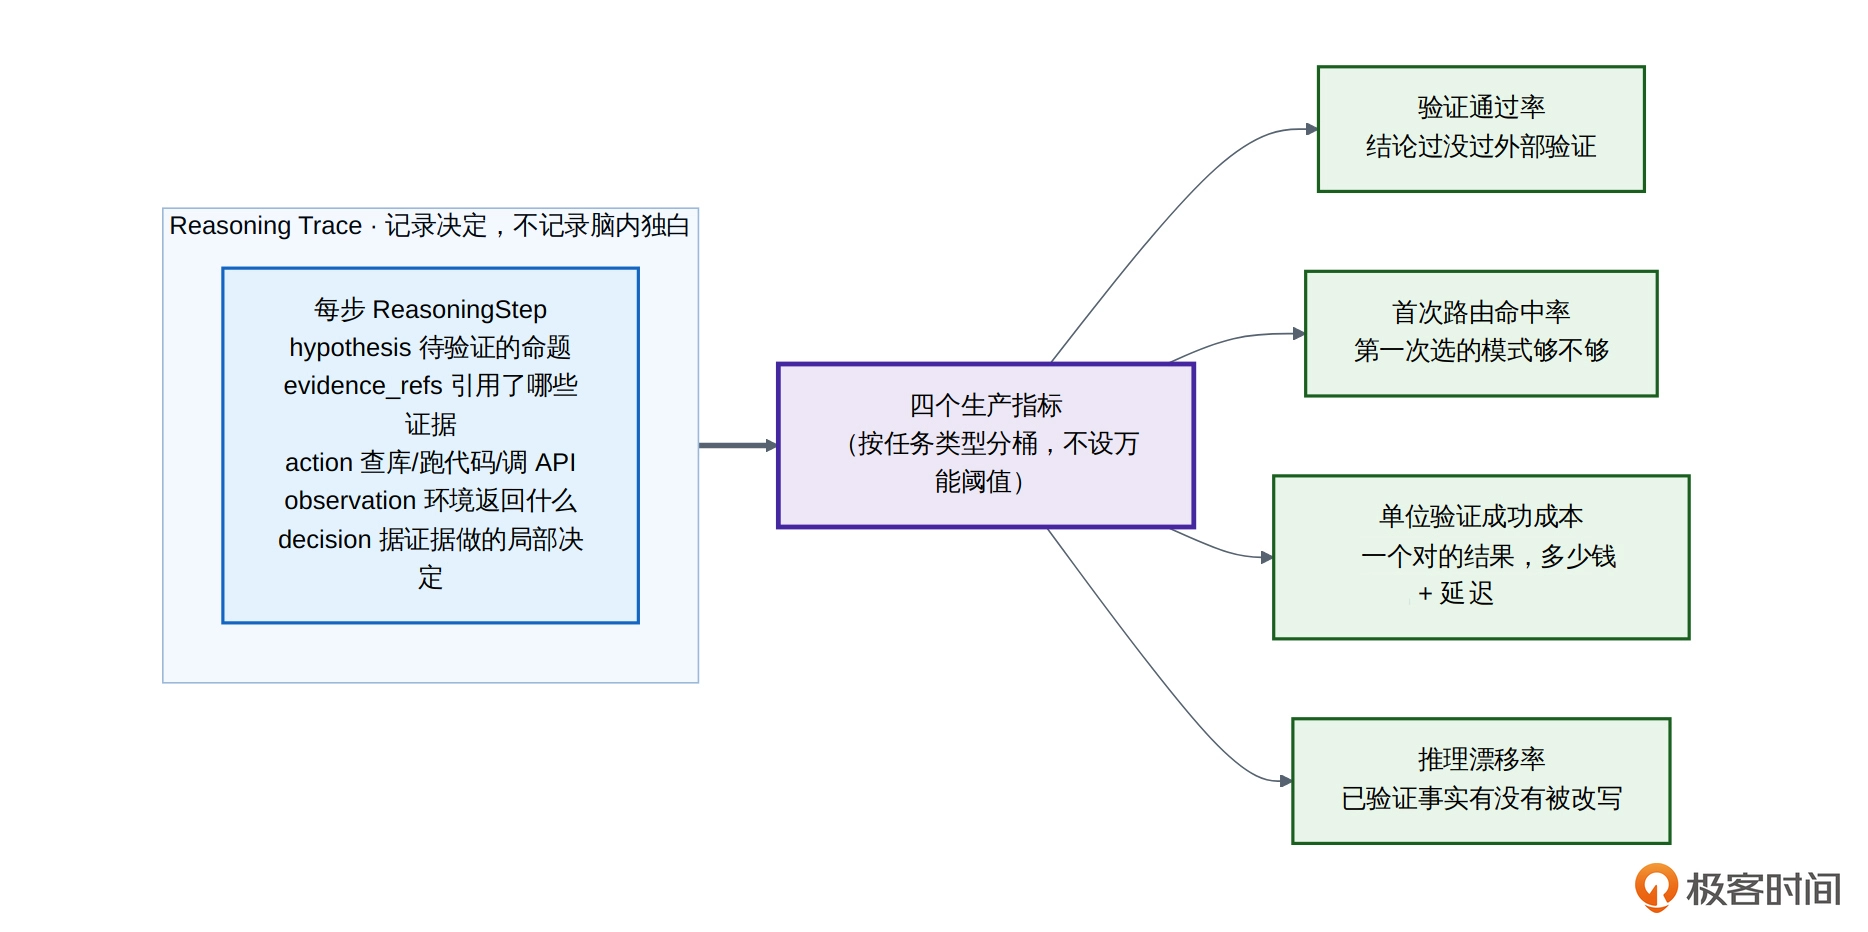 Reasoning Trace · 记录决定，不记录脑内独白
每步 ReasoningStep
hypothesis 待验证的命题
evidence_refs 引用了哪些
证据
action 查库/跑代码/调 API
observation 环境返回什么
decision 据证据做的局部决
定
四个生产指标
（按任务类型分桶，不设万
能阈值）
验证通过率
结论过没过外部验证
首次路由命中率
第一次选的模式够不够
单位验证成功成本
一个对的结果，多少钱
+ 延迟
推理漂移率
已验证事实有没有被改写
极客时间